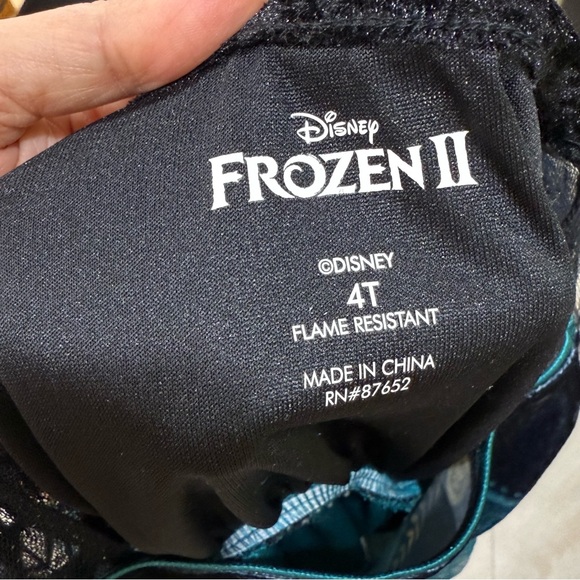 Disney
FROZEN II
©DISNEY
4T
FLAME RESISTANT
MADE IN CHINA
RN#87652